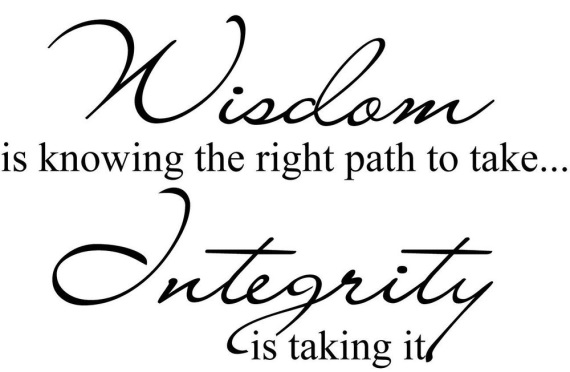 Wisdom
is knowing the right path to take...
Integrity
is taking it.